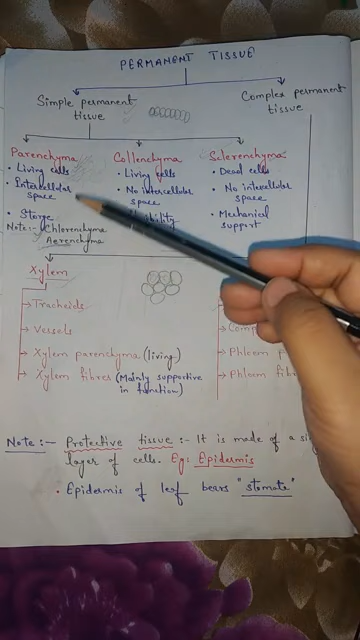 PERMANENT TISSUE
Simple permanent tissue
Complex permanent tissue
Parenchyma
• Living cells
• Intercellular space
• Storge
Note:- Chlorenchyma
Aerenchyma
Collenchyma
• Living cells
• No intercellular space
Sclerenchyma
• Dead cells
• No intercellular space
• Mechanical support
Xylem
→ Tracheids
→ Vessels
→ Xylem parenchyma (living)
→ Xylem fibres (Mainly supportive in function)
→ Phloem
→ Phloem
Note :- Protective tissue :- It is made of a
layer of cells. Eg: Epidermis
• Epidermis of leaf bears "stomata"